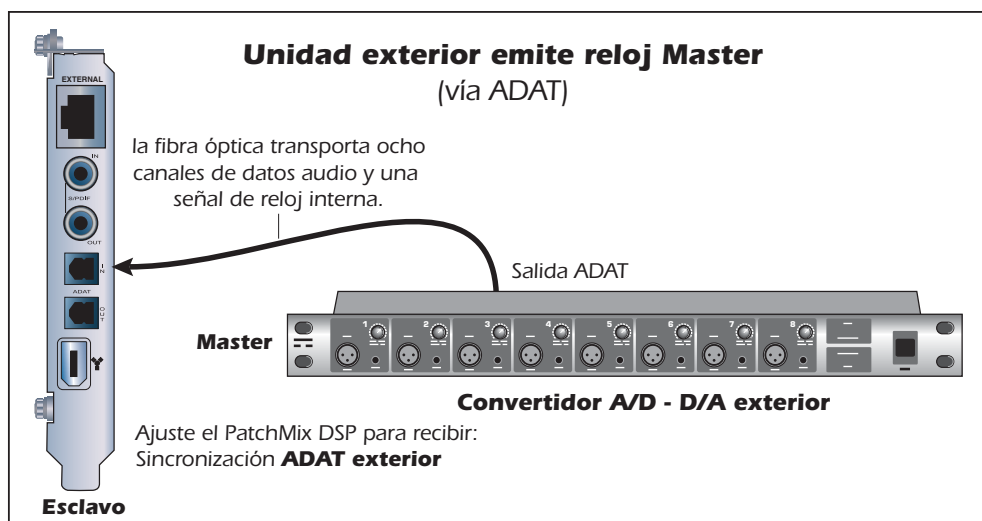 Unidad exterior emite reloj Master
(vía ADAT)
EXTERNAL
la fibra óptica transporta ocho
canales de datos audio y una
señal de reloj interna.
IN
S/PDIF
OUT
IN
ADAT
OUT
Salida ADAT
1 2 3 4 5 6 7 8
Master
Convertidor A/D - D/A exterior
Ajuste el PatchMix DSP para recibir:
Sincronización ADAT exterior
Esclavo